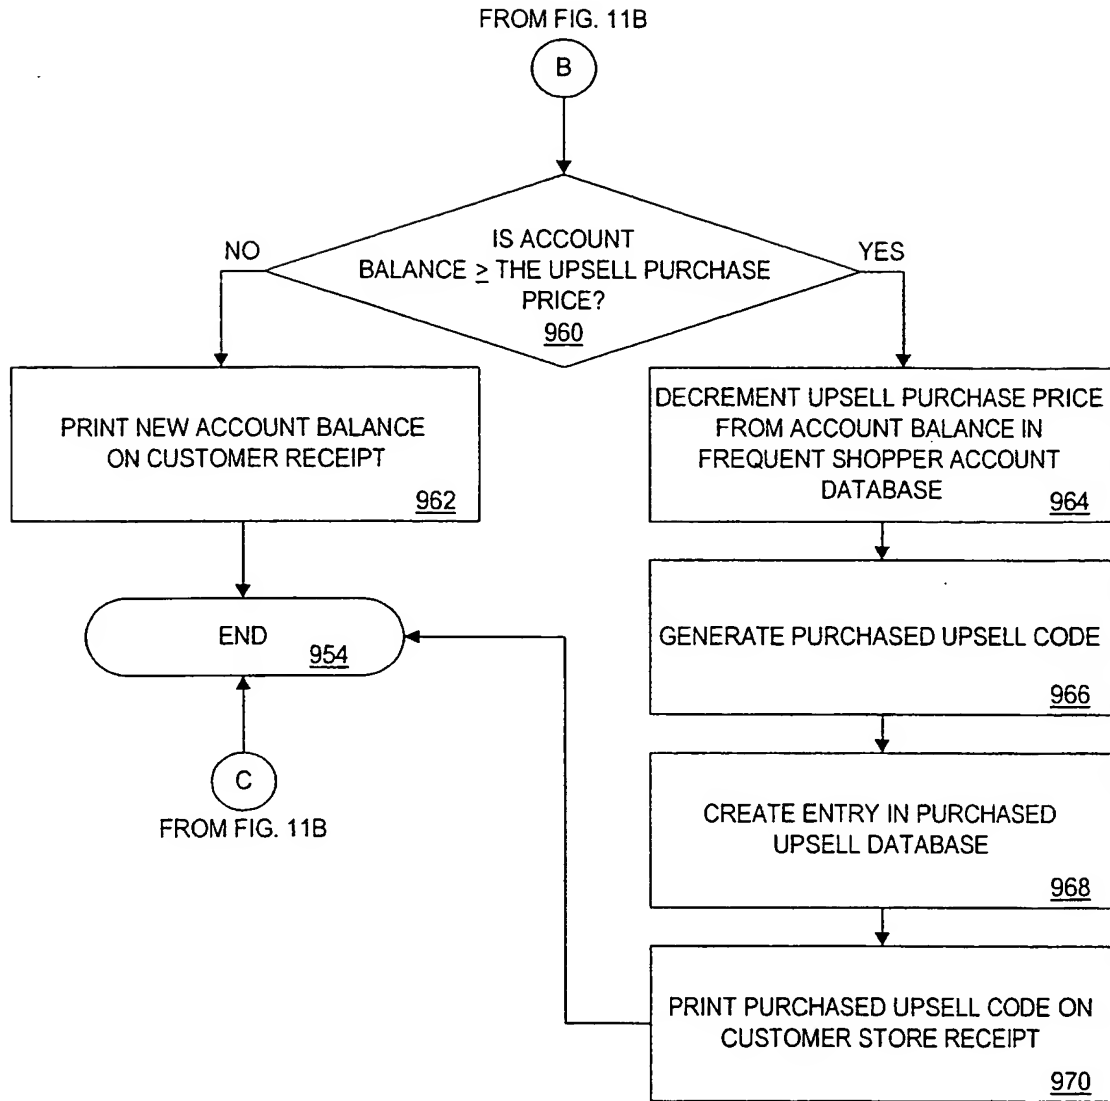 FROM FIG. 11B
B
IS ACCOUNT
BALANCE ≥ THE UPSELL PURCHASE
PRICE?
960
NO
YES
PRINT NEW ACCOUNT BALANCE
ON CUSTOMER RECEIPT
962
DECREMENT UPSELL PURCHASE PRICE
FROM ACCOUNT BALANCE IN
FREQUENT SHOPPER ACCOUNT
DATABASE
964
END
954
GENERATE PURCHASED UPSELL CODE
966
C
FROM FIG. 11B
CREATE ENTRY IN PURCHASED
UPSELL DATABASE
968
PRINT PURCHASED UPSELL CODE ON
CUSTOMER STORE RECEIPT
970